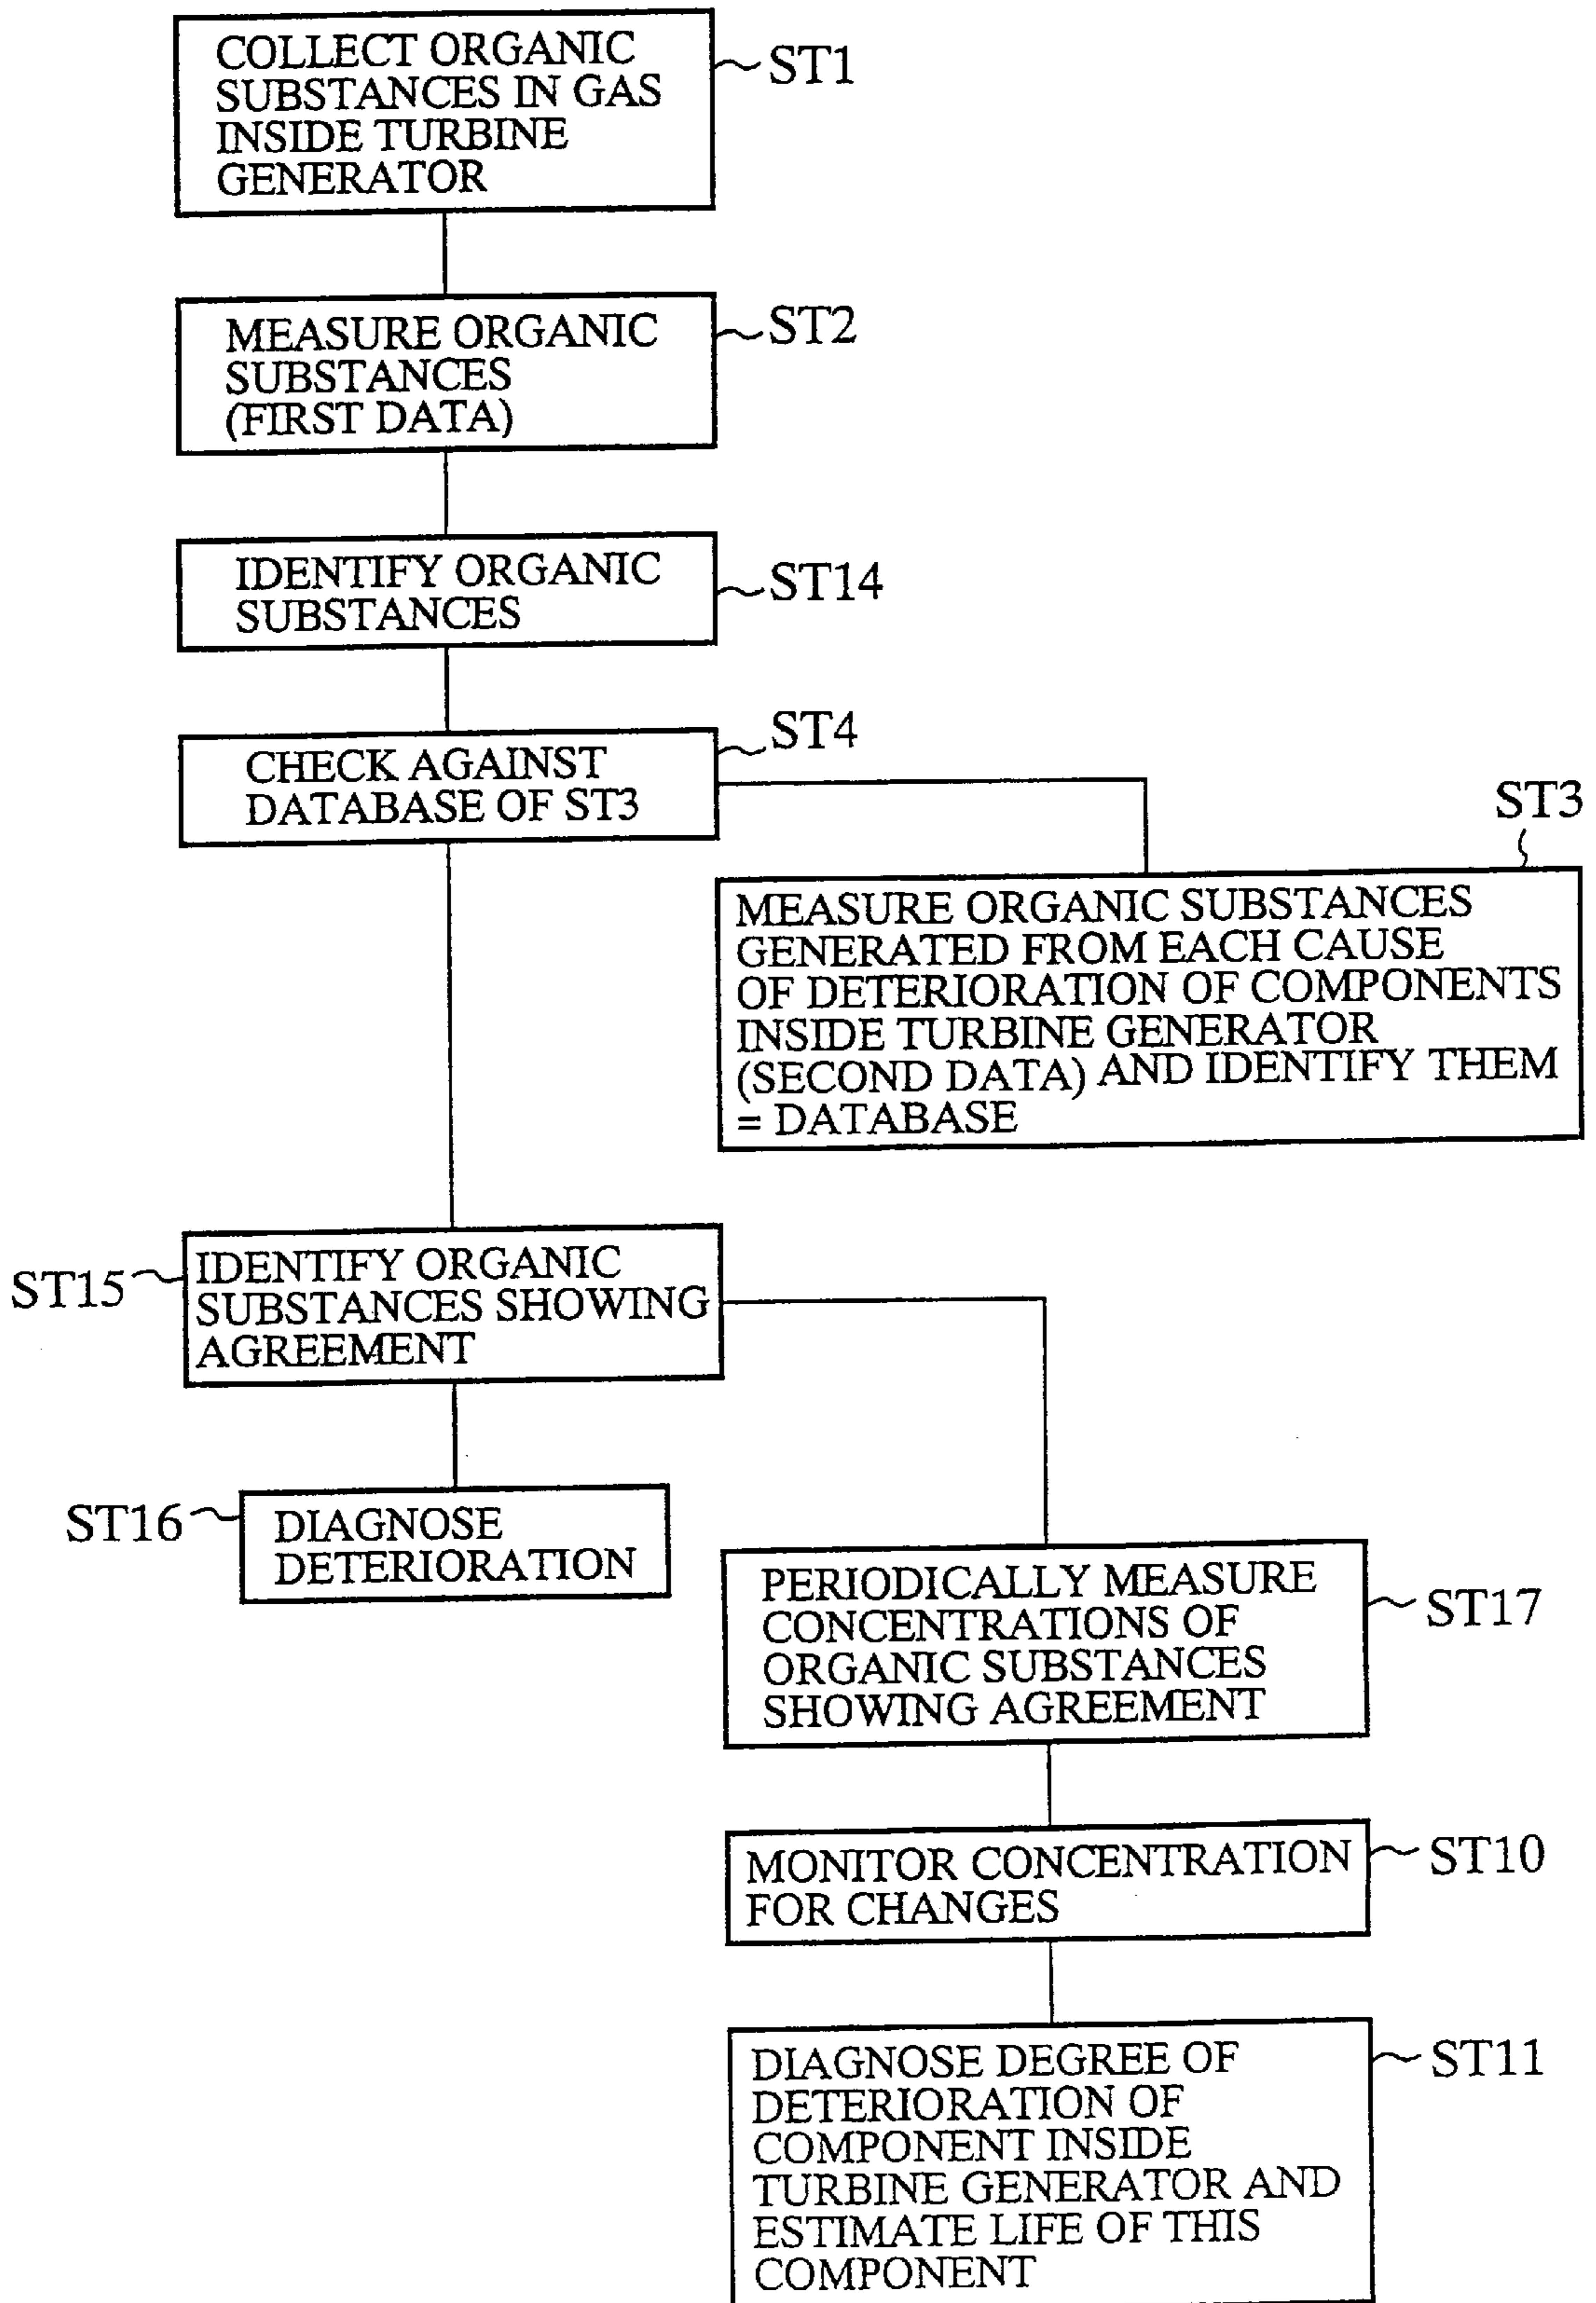 COLLECT ORGANIC
SUBSTANCES IN GAS
INSIDE TURBINE
GENERATOR
ST1
MEASURE ORGANIC
SUBSTANCES
(FIRST DATA)
ST2
IDENTIFY ORGANIC
SUBSTANCES
ST14
CHECK AGAINST
DATABASE OF ST3
ST4
ST3
MEASURE ORGANIC SUBSTANCES
GENERATED FROM EACH CAUSE
OF DETERIORATION OF COMPONENTS
INSIDE TURBINE GENERATOR
(SECOND DATA) AND IDENTIFY THEM
= DATABASE
ST15
IDENTIFY ORGANIC
SUBSTANCES SHOWING
AGREEMENT
ST16
DIAGNOSE
DETERIORATION
PERIODICALLY MEASURE
CONCENTRATIONS OF
ORGANIC SUBSTANCES
SHOWING AGREEMENT
ST17
MONITOR CONCENTRATION
FOR CHANGES
ST10
DIAGNOSE DEGREE OF
DETERIORATION OF
COMPONENT INSIDE
TURBINE GENERATOR AND
ESTIMATE LIFE OF THIS
COMPONENT
ST11